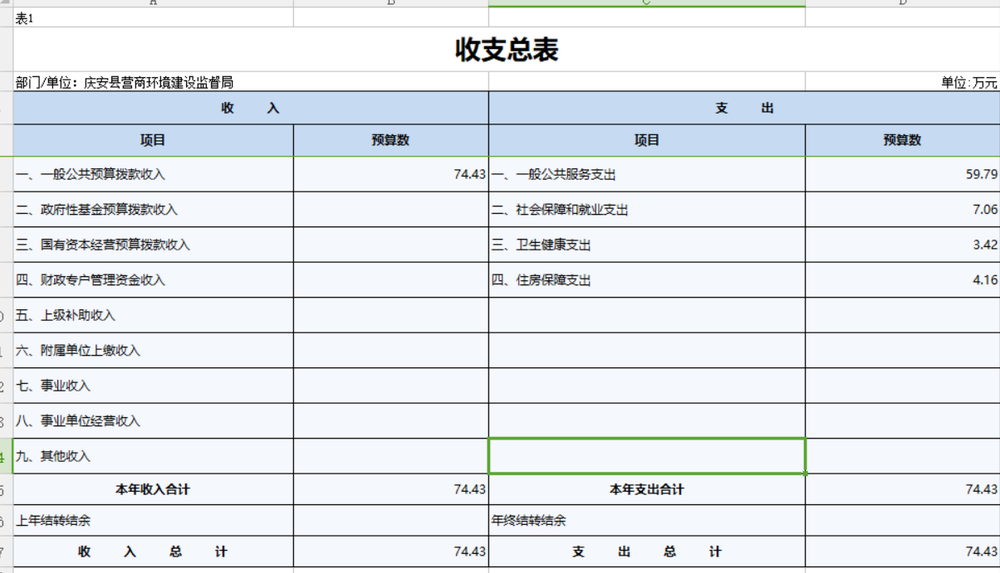 表1
收支总表
部门/单位：庆安县营商环境建设监督局 单位:万元
收 入 支 出
项目 预算数 项目 预算数
一、一般公共预算拨款收入 74.43 一、一般公共服务支出 59.79
二、政府性基金预算拨款收入 二、社会保障和就业支出 7.06
三、国有资本经营预算拨款收入 三、卫生健康支出 3.42
四、财政专户管理资金收入 四、住房保障支出 4.16
五、上级补助收入
六、附属单位上缴收入
七、事业收入
八、事业单位经营收入
九、其他收入
本年收入合计 74.43 本年支出合计 74.43
上年结转结余 年终结转结余
收 入 总 计 74.43 支 出 总 计 74.43